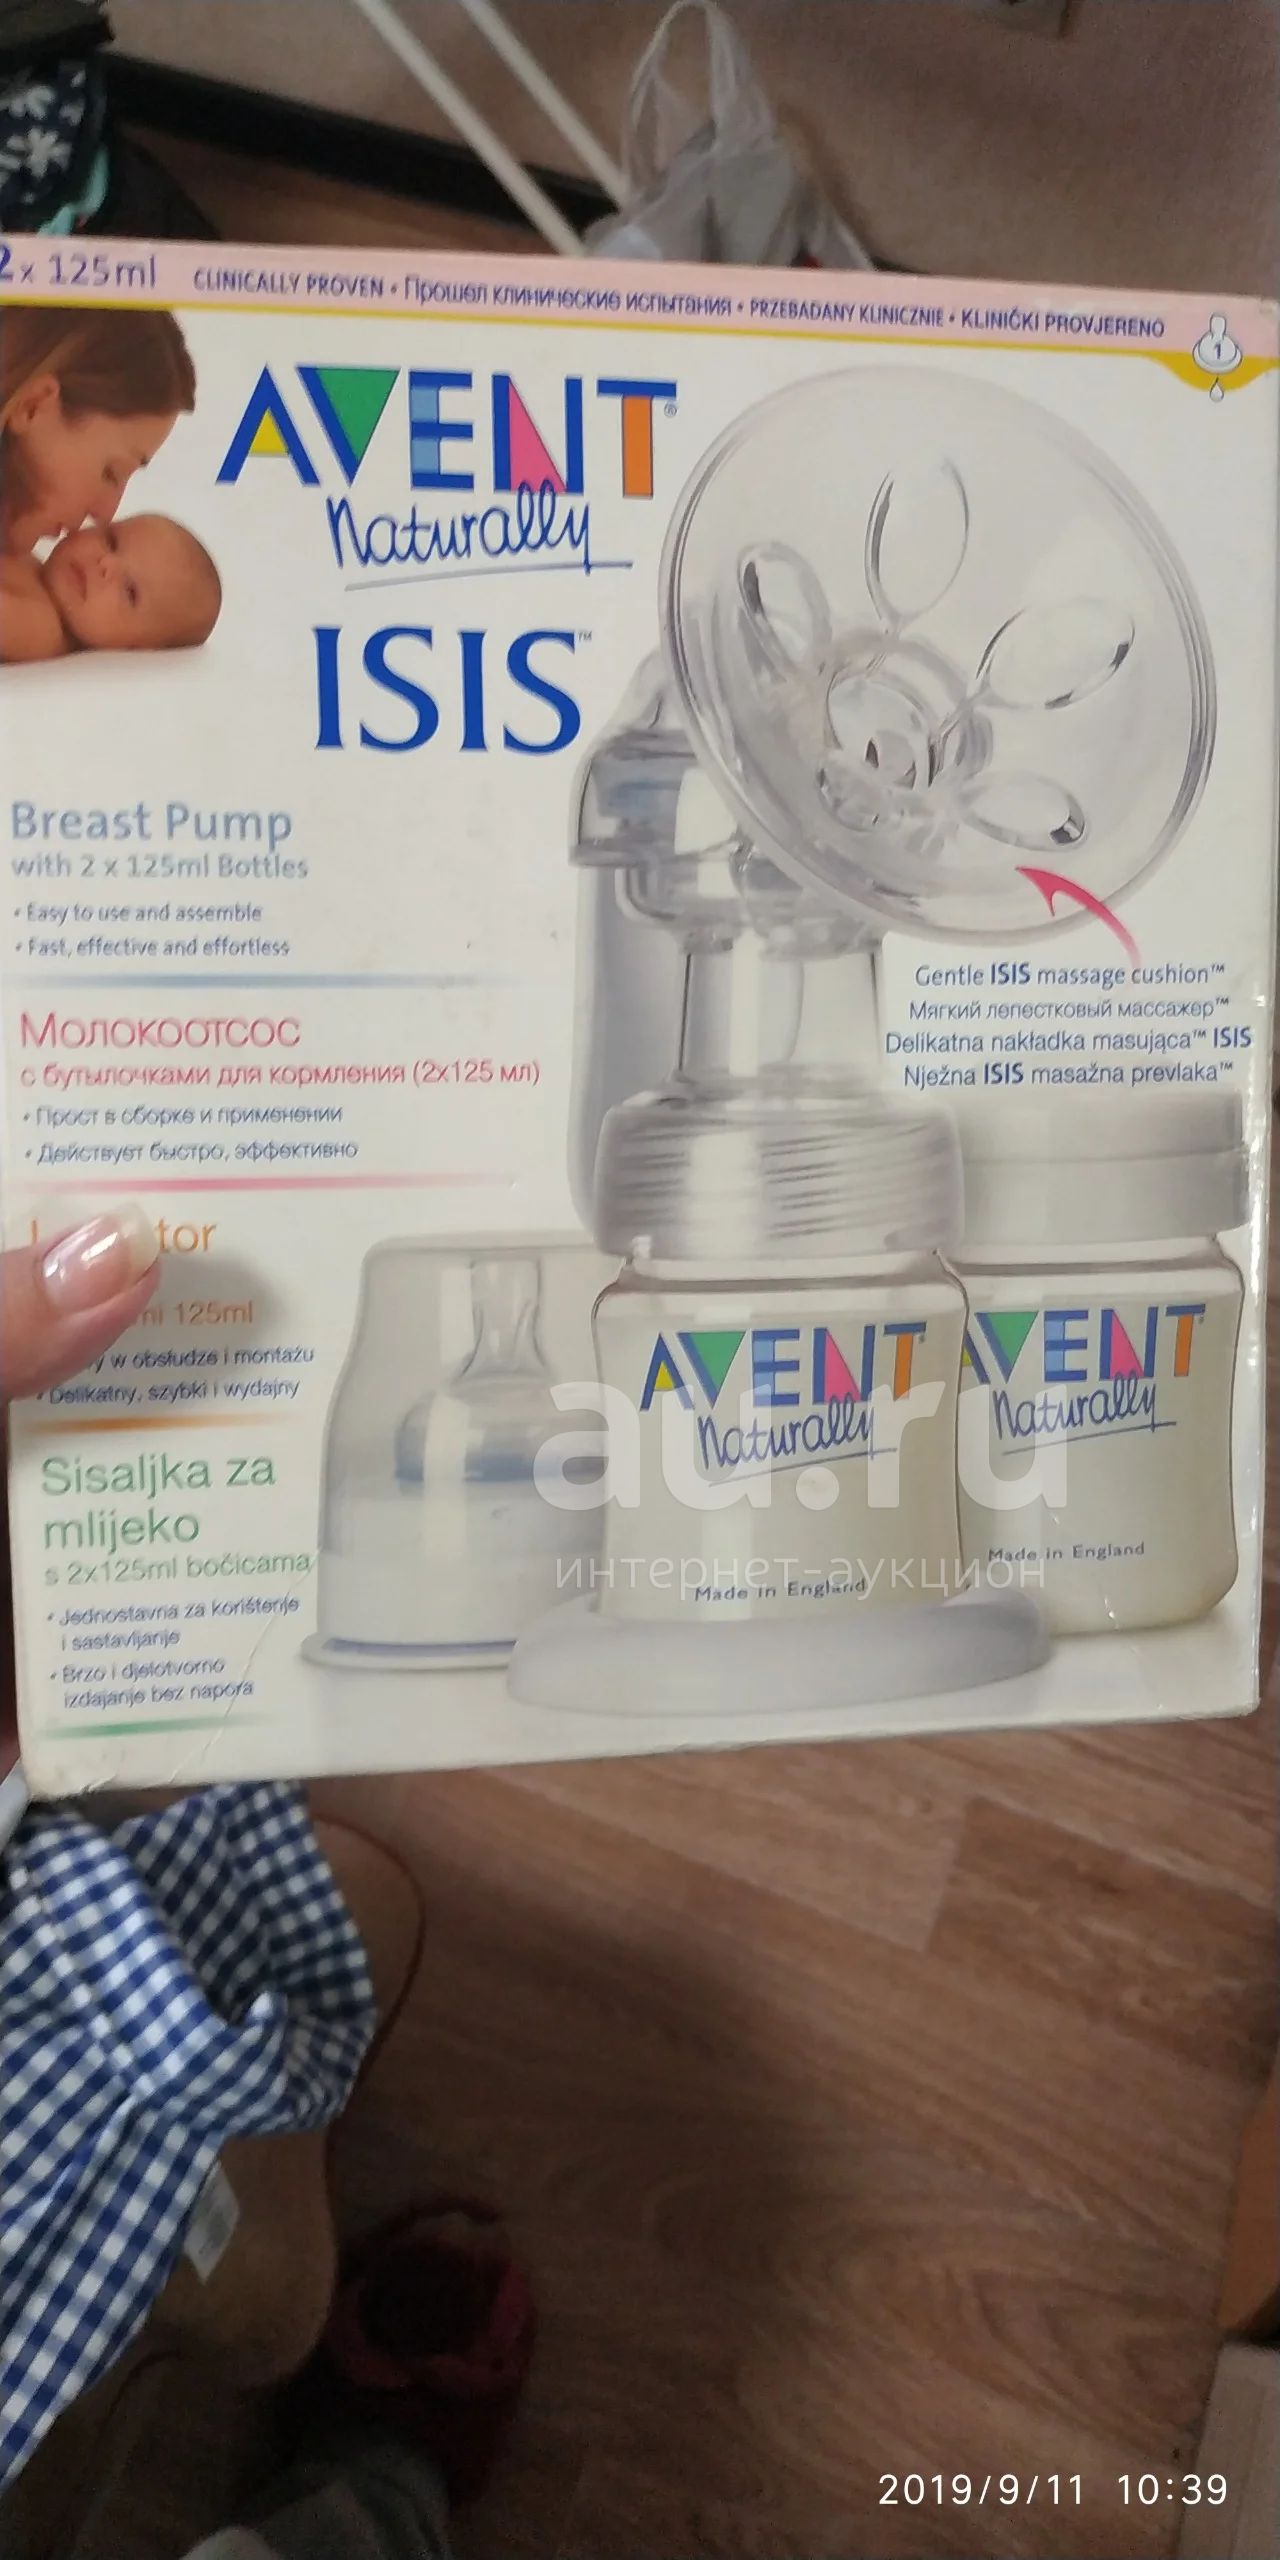 2x 125ml CLINICALLY PROVEN • Прошел клинические испытания • PRZEBADANY KLINICZNIE • KLINIČKI PROVJERENO
1
AVENT®
Naturally
ISIS™
Breast Pump
with 2 x 125ml Bottles
• Easy to use and assemble
• Fast, effective and effortless
Gentle ISIS massage cushion™
Мягкий лепестковый массажер™
Delikatna nakładka masująca™ ISIS
Nježna ISIS masažna prevlaka™
Молокоотсос
с бутылочками для кормления (2x125 мл)
• Прост в сборке и применении
• Действует быстро, эффективно
125ml
w obsłudze i montażu
• Delikatny, szybki i wydajny
Sisaljka za
mlijeko
s 2x125ml bočicama
• Jednostavna za korištenje
i sastavljanje
• Brzo i djelotvorno
izdajanje bez napora
AVENT
Naturally
Made in England
AVENT
Naturally
Made in England
au.ru
интернет-аукцион
2019/9/11 10:39